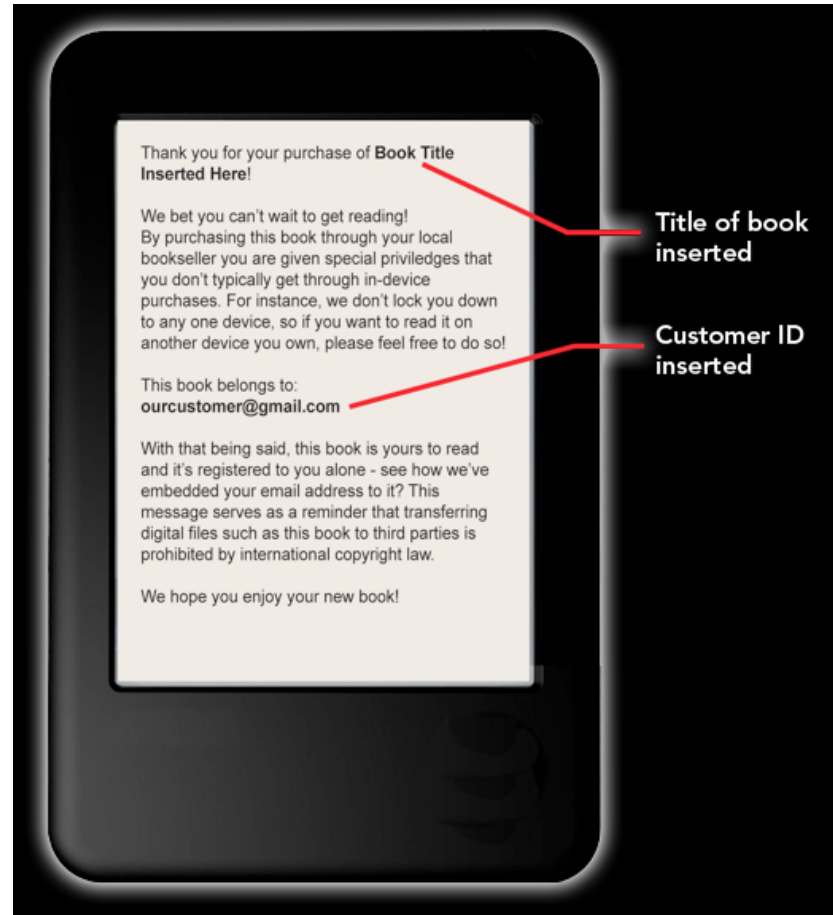 Thank you for your purchase of Book Title
Inserted Here!
We bet you can't wait to get reading!
By purchasing this book through your local
bookseller you are given special priviledges that
you don't typically get through in-device
purchases. For instance, we don't lock you down
to any one device, so if you want to read it on
another device you own, please feel free to do so!
This book belongs to:
ourcustomer@gmail.com
With that being said, this book is yours to read
and it's registered to you alone - see how we've
embedded your email address to it? This
message serves as a reminder that transferring
digital files such as this book to third parties is
prohibited by international copyright law.
We hope you enjoy your new book!
Title of book
inserted
Customer ID
inserted